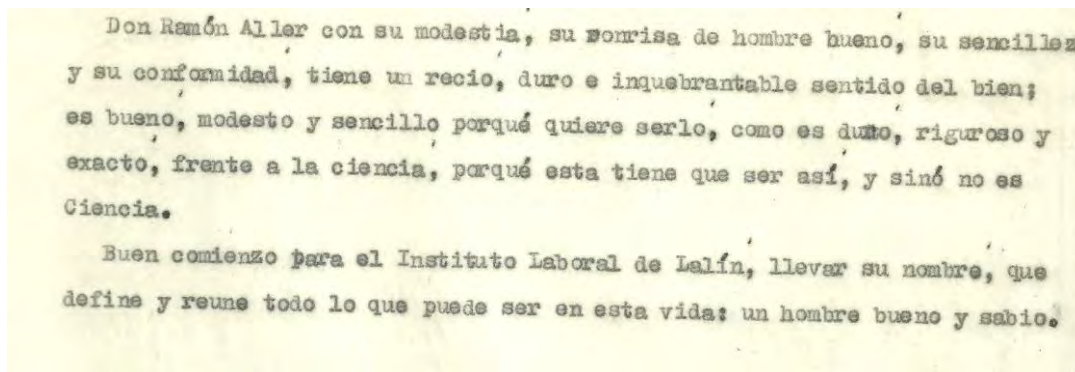 Don Ramón Aller con su modestia, su sonrisa de hombre bueno, su sencillez
y su conformidad, tiene un recio, duro e inquebrantable sentido del bien;
es bueno, modesto y sencillo porqué quiere serlo, como es duro, riguroso y
exacto, frente a la ciencia, porqué esta tiene que ser así, y sinó no es
Ciencia.
Buen comienzo para el Instituto Laboral de Lalín, llevar su nombre, que
define y reune todo lo que puede ser en esta vida: un hombre bueno y sabio.